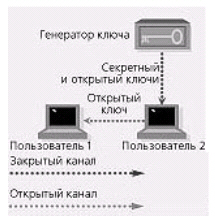 Генератор ключа
Секретный
и открытый ключи
Открытый
ключ
Пользователь 1
Пользователь 2
Закрытый канал
Открытый канал